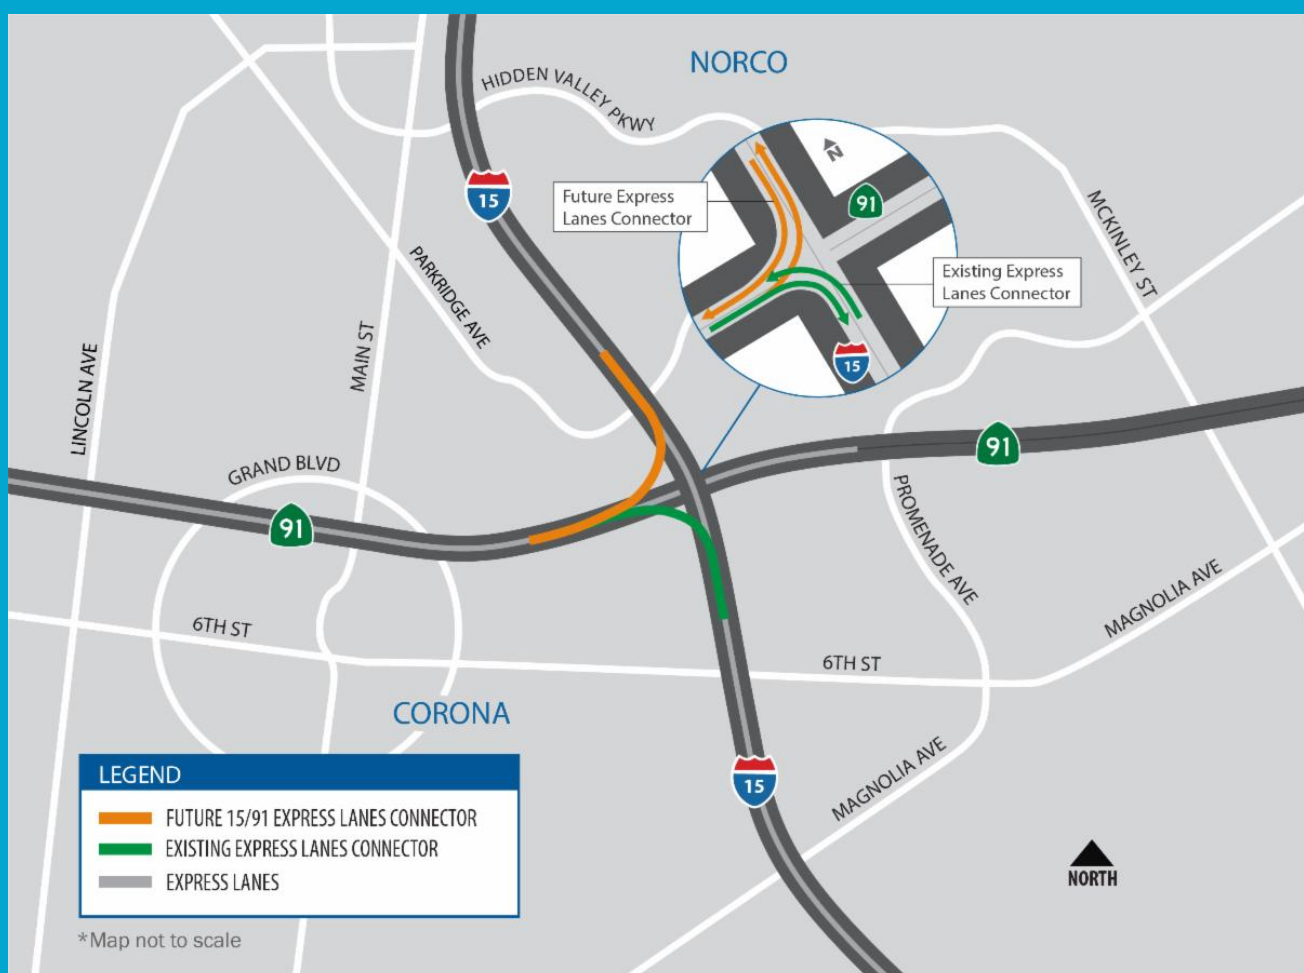 NORCO
HIDDEN VALLEY PKWY
N
15
Future Express
Lanes Connector
91
MCKINLEY ST
PARKRIDGE AVE
Existing Express
Lanes Connector
15
MAIN ST
LINCOLN AVE
91
GRAND BLVD
91
PROMENADE AVE
MAGNOLIA AVE
6TH ST
6TH ST
CORONA
15
MAGNOLIA AVE
LEGEND
FUTURE 15/91 EXPRESS LANES CONNECTOR
EXISTING EXPRESS LANES CONNECTOR
EXPRESS LANES
NORTH
*Map not to scale